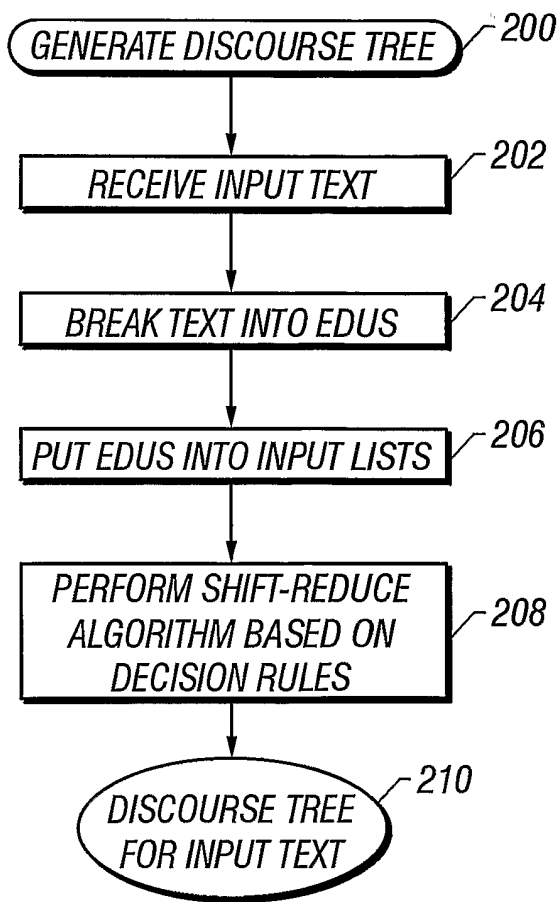 GENERATE DISCOURSE TREE
200
RECEIVE INPUT TEXT
202
BREAK TEXT INTO EDUS
204
PUT EDUS INTO INPUT LISTS
206
PERFORM SHIFT-REDUCE
ALGORITHM BASED ON
DECISION RULES
208
DISCOURSE TREE
FOR INPUT TEXT
210